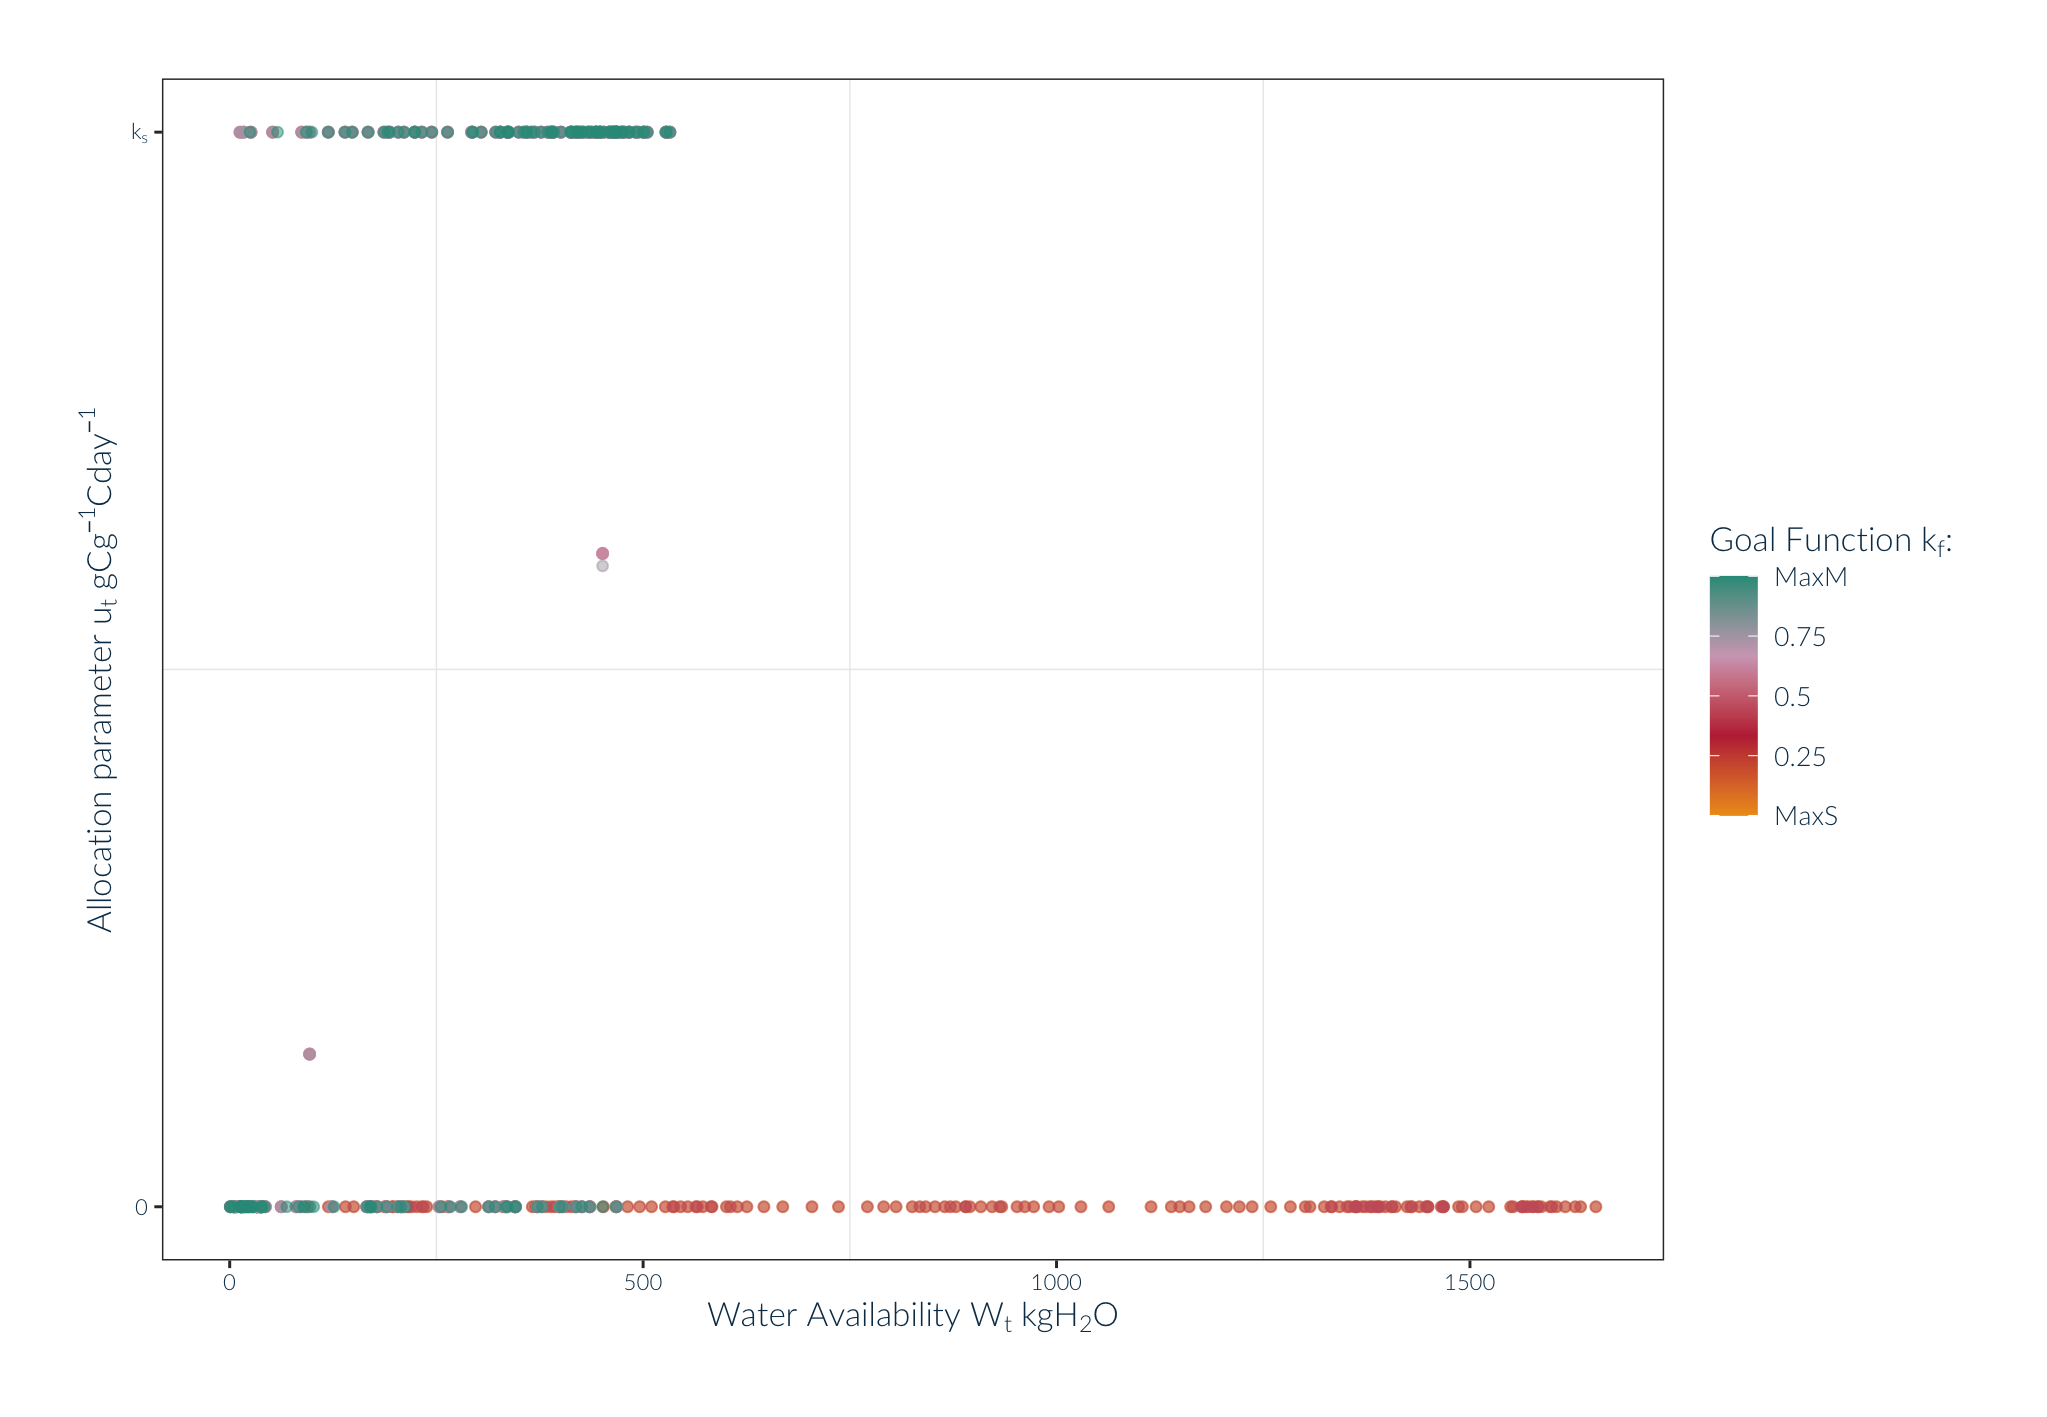 kₛ
0
Allocation parameter uₜ gCg⁻¹Cday⁻¹
0 500 1000 1500
Water Availability Wₜ kgH₂O
Goal Function k_f:
MaxM
0.75
0.5
0.25
MaxS